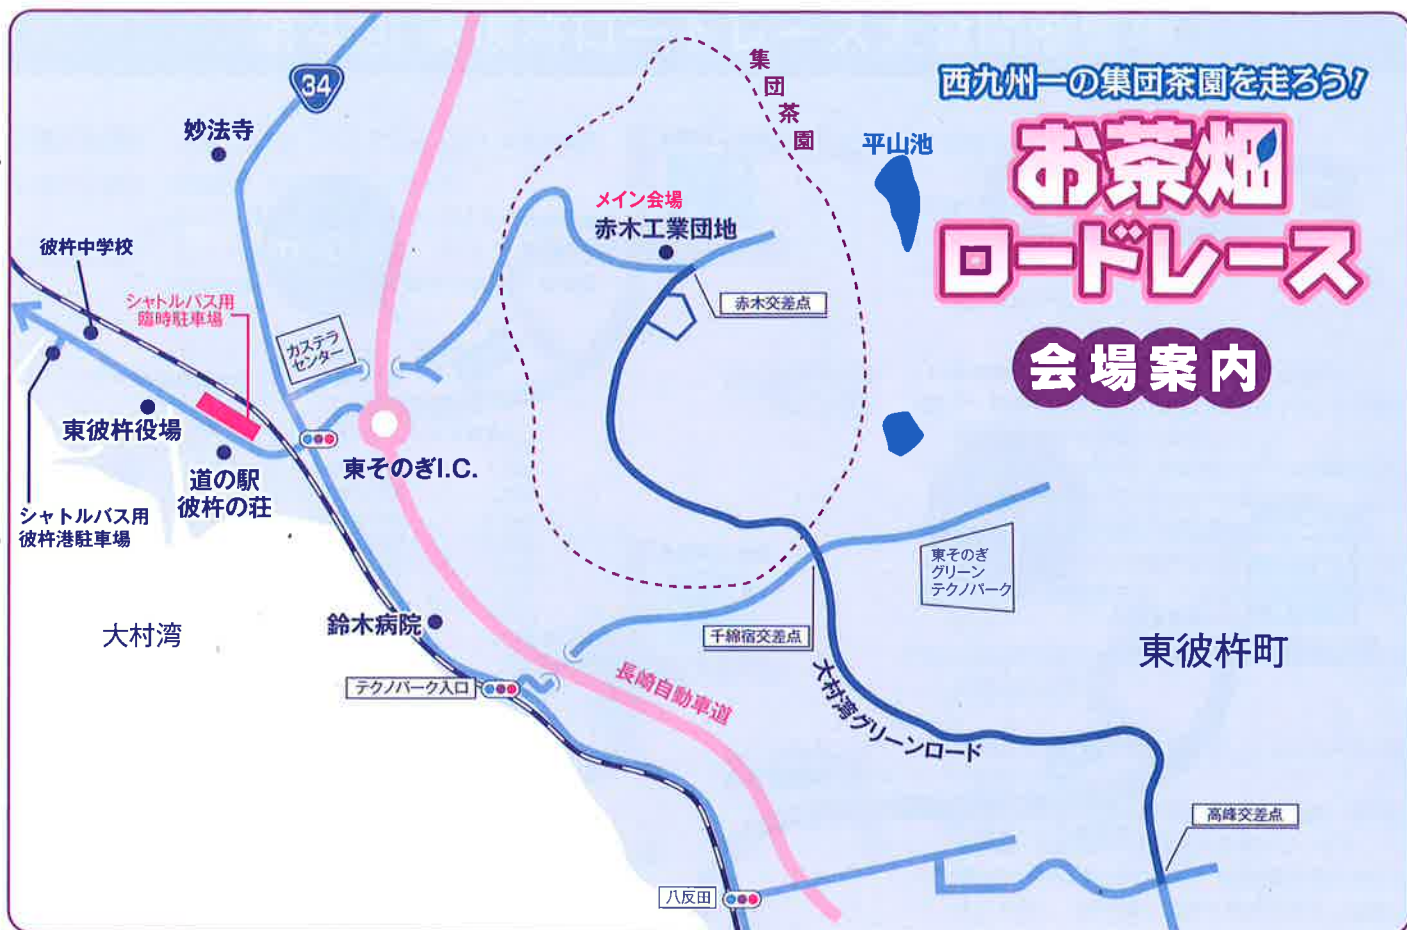 西九州一の集団茶園を走ろう!
お茶畑
ロードレース
会場案内
34
妙法寺
集団茶園
平山池
メイン会場
赤木工業団地
彼杵中学校
シャトルバス用
臨時駐車場
赤木交差点
カステラ
センター
東彼杵役場
道の駅
彼杵の荘
東そのぎI.C.
シャトルバス用
彼杵港駐車場
東そのぎ
グリーン
テクノパーク
大村湾
鈴木病院
千綿宿交差点
東彼杵町
テクノパーク入口
長崎自動車道
大村湾グリーンロード
高峰交差点
八反田